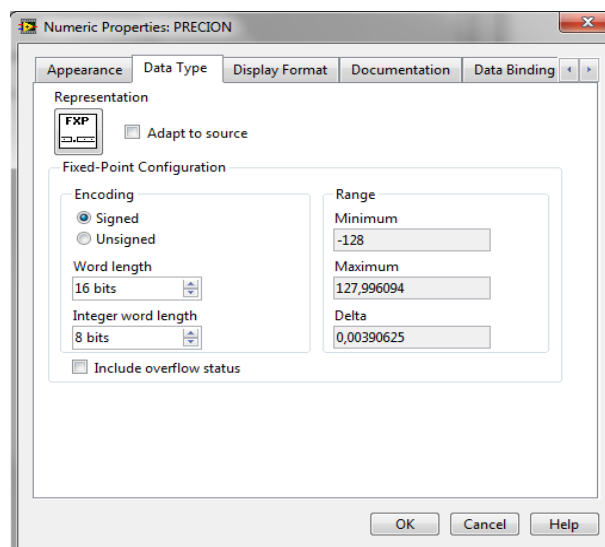 Numeric Properties: PRECION
Appearance Data Type Display Format Documentation Data Binding
Representation
FXP
Adapt to source
Fixed-Point Configuration
Encoding
Signed
Unsigned
Word length
16 bits
Integer word length
8 bits
Include overflow status
Range
Minimum
-128
Maximum
127,996094
Delta
0,00390625
OK Cancel Help